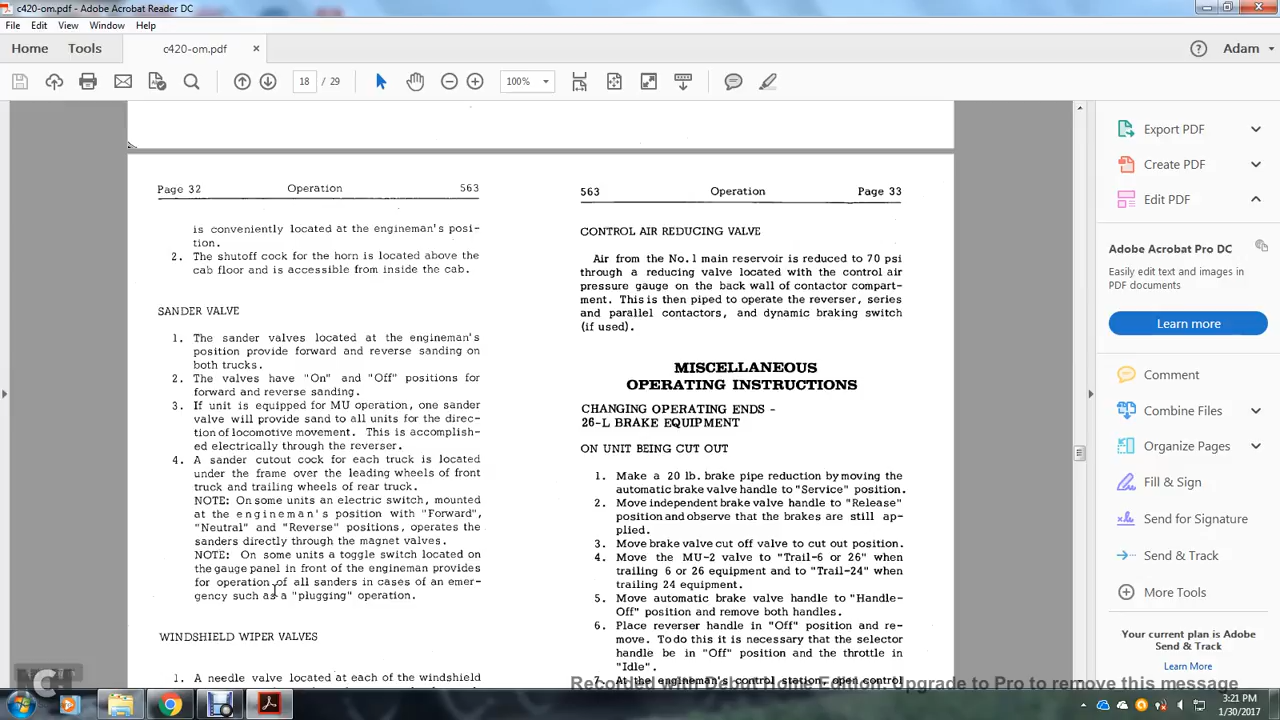 c420-om.pdf - Adobe Acrobat Reader DC
File Edit View Window Help
Home Tools c420-om.pdf Adam
18 / 29 100%
Page 32 Operation 563
is conveniently located at the engineman's posi-
tion.
2. The shutoff cock for the horn is located above the
cab floor and is accessible from inside the cab.
SANDER VALVE
1. The sander valves located at the engineman's
position provide forward and reverse sanding on
both trucks.
2. The valves have "On" and "Off" positions for
forward and reverse sanding.
3. If unit is equipped for MU operation, one sander
valve will provide sand to all units for the direc-
tion of locomotive movement. This is accomplish-
ed electrically through the reverser.
4. A sander cutout cock for each truck is located
under the frame over the leading wheels of front
truck and trailing wheels of rear truck.
NOTE: On some units an electric switch, mounted
at the engineman's position with "Forward",
"Neutral" and "Reverse" positions, operates the
sanders directly through the magnet valves.
NOTE: On some units a toggle switch located on
the gauge panel in front of the engineman provides
for operation of all sanders in cases of an emer-
gency such as a "plugging" operation.
WINDSHIELD WIPER VALVES
1. A needle valve located at each of the windshield
563 Operation Page 33
CONTROL AIR REDUCING VALVE
Air from the No. 1 main reservoir is reduced to 70 psi
through a reducing valve located with the control air
pressure gauge on the back wall of contactor compart-
ment. This is then piped to operate the reverser, series
and parallel contactors, and dynamic braking switch
(if used).
MISCELLANEOUS
OPERATING INSTRUCTIONS
CHANGING OPERATING ENDS -
26-L BRAKE EQUIPMENT
ON UNIT BEING CUT OUT
1. Make a 20 lb. brake pipe reduction by moving the
automatic brake valve handle to "Service" position.
2. Move independent brake valve handle to "Release"
position and observe that the brakes are still ap-
plied.
3. Move brake valve cut off valve to cut out position.
4. Move the MU-2 valve to "Trail-6 or 26" when
trailing 6 or 26 equipment and to "Trail-24" when
trailing 24 equipment.
5. Move automatic brake valve handle to "Handle-
Off" position and remove both handles.
6. Place reverser handle in "Off" position and re-
move. To do this it is necessary that the selector
handle be in "Off" position and the throttle in
"Idle".
7. At the engineman's control station, open control
Export PDF
Create PDF
Edit PDF
Adobe Acrobat Pro DC
Easily edit text and images in
PDF documents
Learn more
Comment
Combine Files
Organize Pages
Fill & Sign
Send for Signature
Send & Track
More Tools
Your current plan is Adobe
Send & Track
Learn More
NCH
Upgrade to Pro to remove this message
3:21 PM
1/30/2017